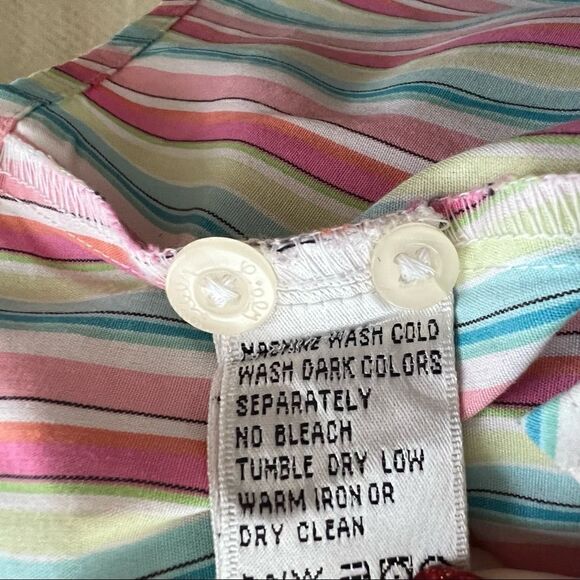 MACHINE WASH COLD
WASH DARK COLORS
SEPARATELY
NO BLEACH
TUMBLE DRY LOW
WARM IRON OR
DRY CLEAN